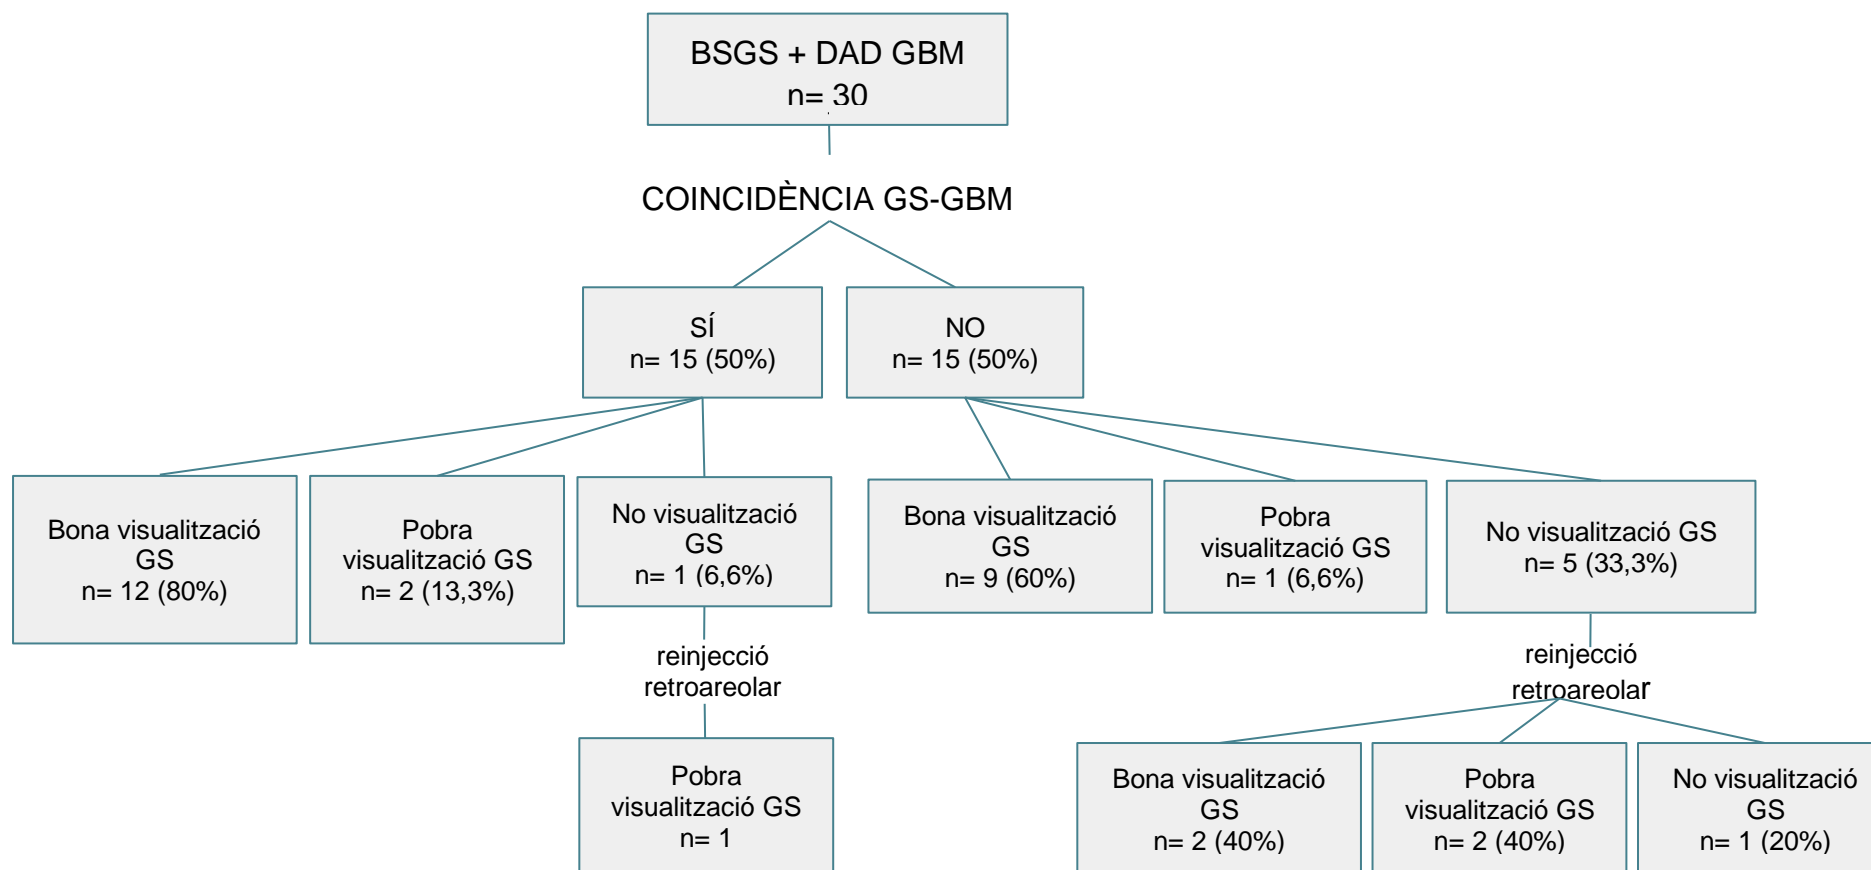 BSGS + DAD GBM
n= 30
COINCIDÈNCIA GS-GBM
SÍ
n= 15 (50%)
NO
n= 15 (50%)
Bona visualització
GS
n= 12 (80%)
Pobra
visualització GS
n= 2 (13,3%)
No visualització
GS
n= 1 (6,6%)
Bona visualització
GS
n= 9 (60%)
Pobra
visualització GS
n= 1 (6,6%)
No visualització GS
n= 5 (33,3%)
reinjecció
retroareolar
reinjecció
retroareolar
Pobra
visualització GS
n= 1
Bona visualització
GS
n= 2 (40%)
Pobra
visualització GS
n= 2 (40%)
No visualització
GS
n= 1 (20%)